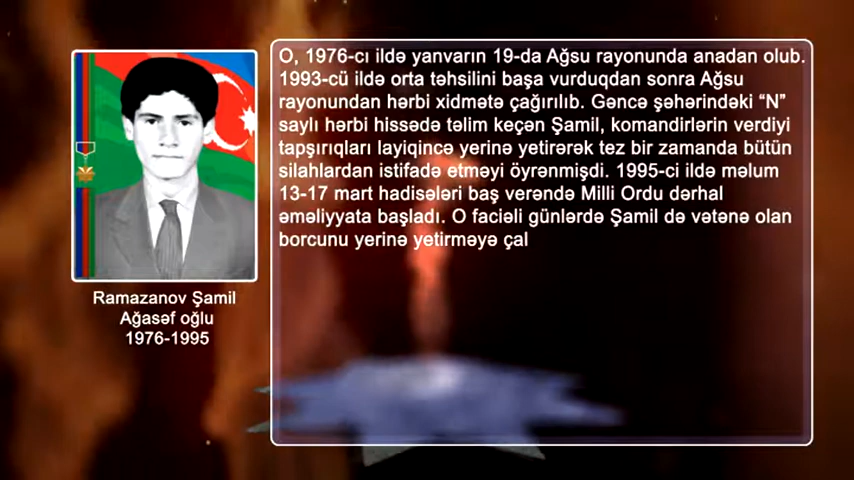 O, 1976-cı ildə yanvarın 19-da Ağsu rayonunda anadan olub.
1993-cü ildə orta təhsilini başa vurduqdan sonra Ağsu
rayonundan hərbi xidmətə çağırılıb. Gəncə şəhərindəki “N”
saylı hərbi hissədə təlim keçən Şamil, komandirlərin verdiyi
tapşırıqları layiqincə yerinə yetirərək tez bir zamanda bütün
silahlardan istifadə etməyi öyrənmişdi. 1995-ci ildə məlum
13-17 mart hadisələri baş verəndə Milli Ordu dərhal
əməliyyata başladı. O faciəli günlərdə Şamil də vətənə olan
borcunu yerinə yetirməyə çal
Ramazanov Şamil
Ağasəf oğlu
1976-1995